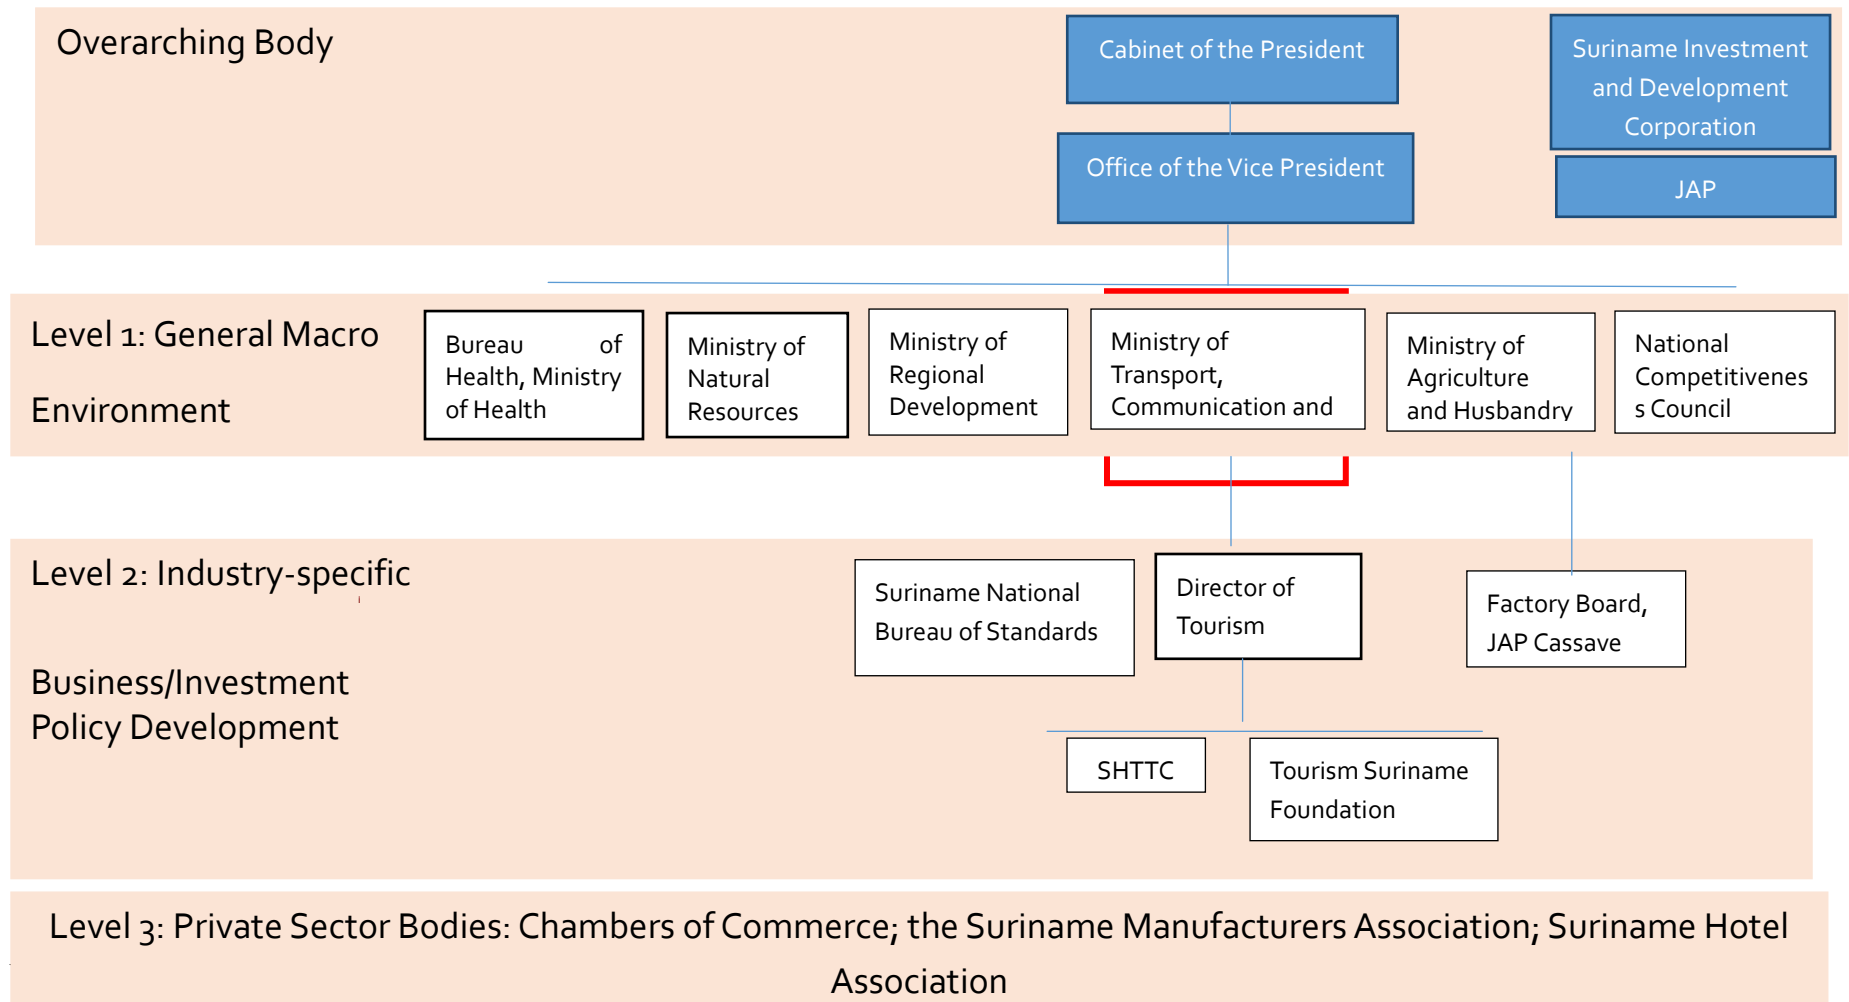 Overarching Body
Cabinet of the President
Office of the Vice President
Suriname Investment
and Development
Corporation
JAP
Level 1: General Macro
Environment
Bureau of
Health, Ministry
of Health
Ministry of
Natural
Resources
Ministry of
Regional
Development
Ministry of
Transport,
Communication and
Ministry of
Agriculture
and Husbandry
National
Competitivenes
s Council
Level 2: Industry-specific
Business/Investment
Policy Development
Suriname National
Bureau of Standards
Director of
Tourism
Factory Board,
JAP Cassave
SHTTC
Tourism Suriname
Foundation
Level 3: Private Sector Bodies: Chambers of Commerce; the Suriname Manufacturers Association; Suriname Hotel
Association